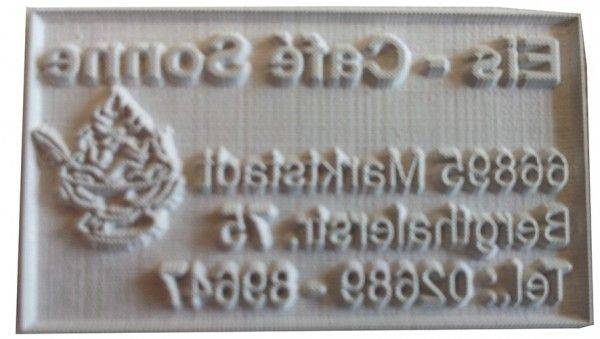 Eis - Café Sonne
66895 Marktstadt
Bergthalerstr. 75
Tel.: 02689 - 89647